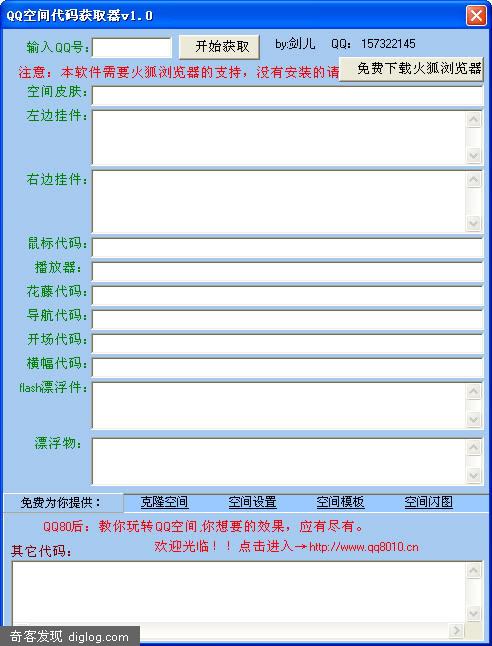 QQ空间代码获取器v1.0
输入QQ号: 开始获取 by:剑儿 QQ: 157322145
注意：本软件需要火狐浏览器的支持，没有安装的请 免费下载火狐浏览器
空间皮肤:
左边挂件:
右边挂件:
鼠标代码:
播放器:
花藤代码:
导航代码:
开场代码:
横幅代码:
flash漂浮件:
漂浮物:
免费为你提供： 克隆空间 空间设置 空间模板 空间闪图
QQ80后：教你玩转QQ空间,你想要的效果，应有尽有。
欢迎光临！！点击进入→http://www.qq8010.cn
其它代码:
奇客发现 diglog.com